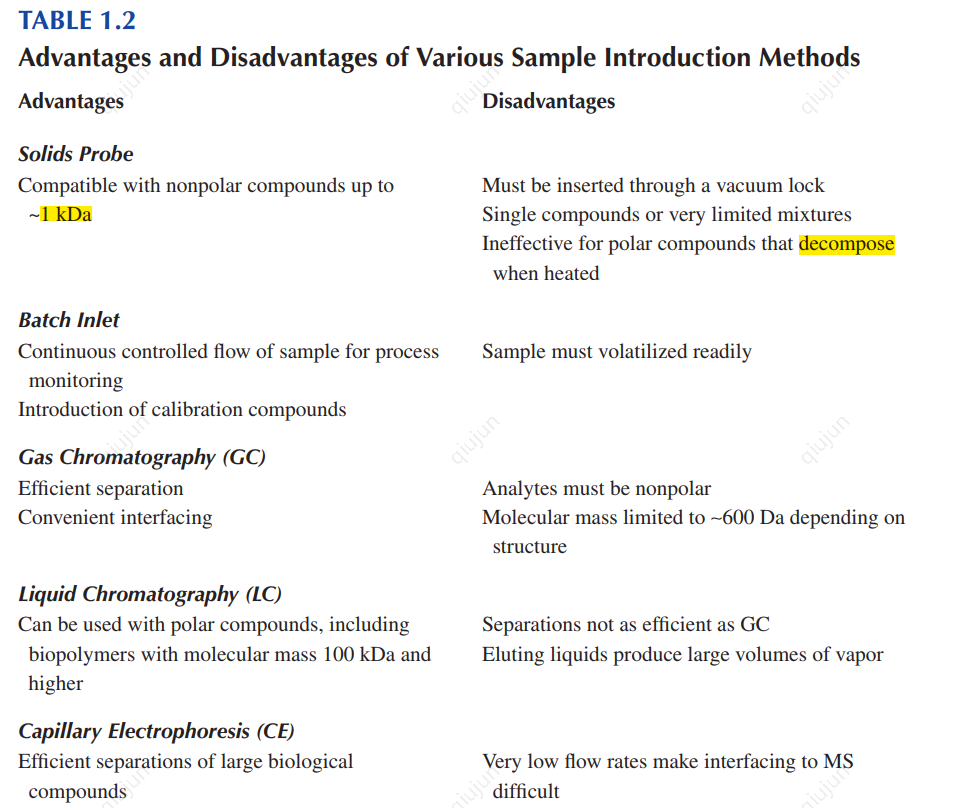 TABLE 1.2
Advantages and Disadvantages of Various Sample Introduction Methods
Advantages
Disadvantages
Solids Probe
Compatible with nonpolar compounds up to
~1 kDa
Must be inserted through a vacuum lock
Single compounds or very limited mixtures
Ineffective for polar compounds that decompose
when heated
Batch Inlet
Continuous controlled flow of sample for process
monitoring
Introduction of calibration compounds
Sample must volatilized readily
Gas Chromatography (GC)
Efficient separation
Convenient interfacing
Analytes must be nonpolar
Molecular mass limited to ~600 Da depending on
structure
Liquid Chromatography (LC)
Can be used with polar compounds, including
biopolymers with molecular mass 100 kDa and
higher
Separations not as efficient as GC
Eluting liquids produce large volumes of vapor
Capillary Electrophoresis (CE)
Efficient separations of large biological
compounds
Very low flow rates make interfacing to MS
difficult
qiujun
qiujun
qiujun
qiujun
qiujun
qiujun
qiujun
qiujun
qiujun